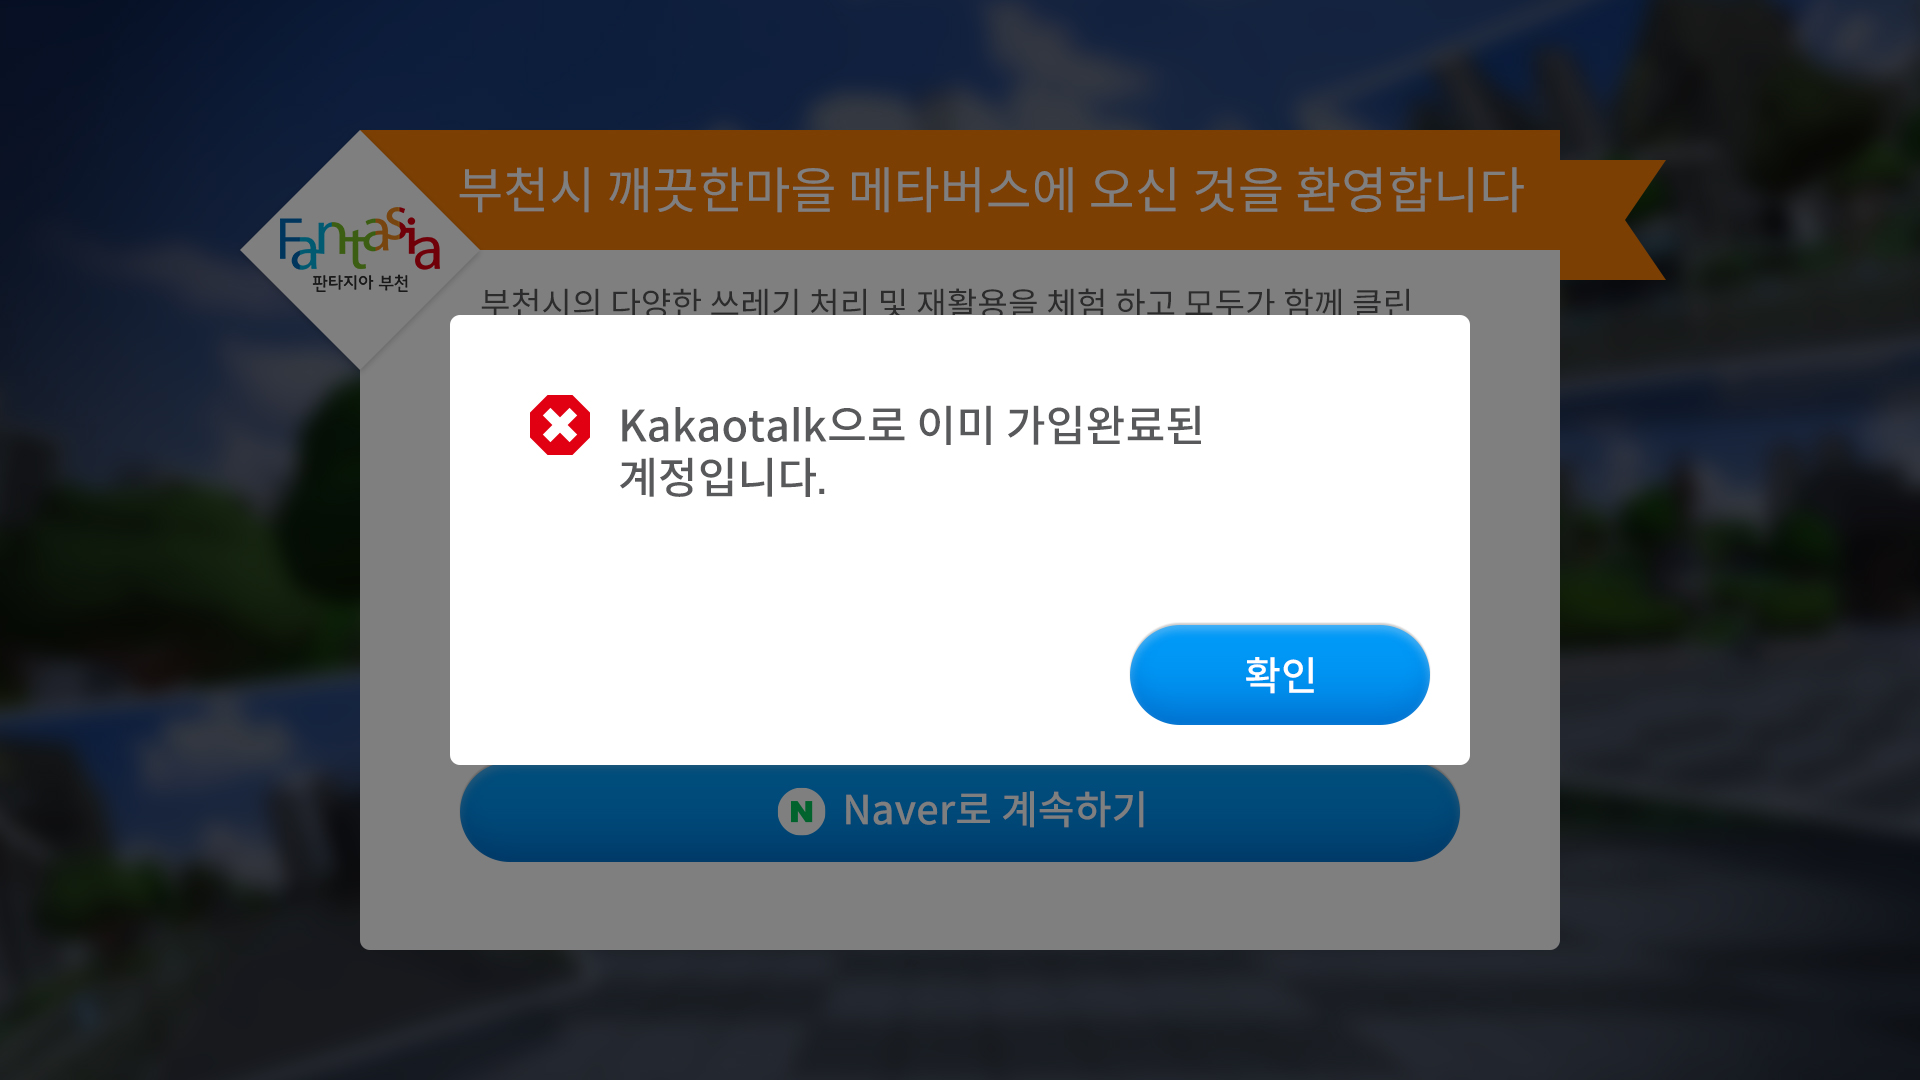 부천시 깨끗한마을 메타버스에 오신 것을 환영합니다
Fantasia
판타지아 부천
부천시의 다양한 쓰레기 처리 및 재활용을 체험 하고 모두가 함께 클린
Kakaotalk으로 이미 가입완료된
계정입니다.
확인
N Naver로 계속하기